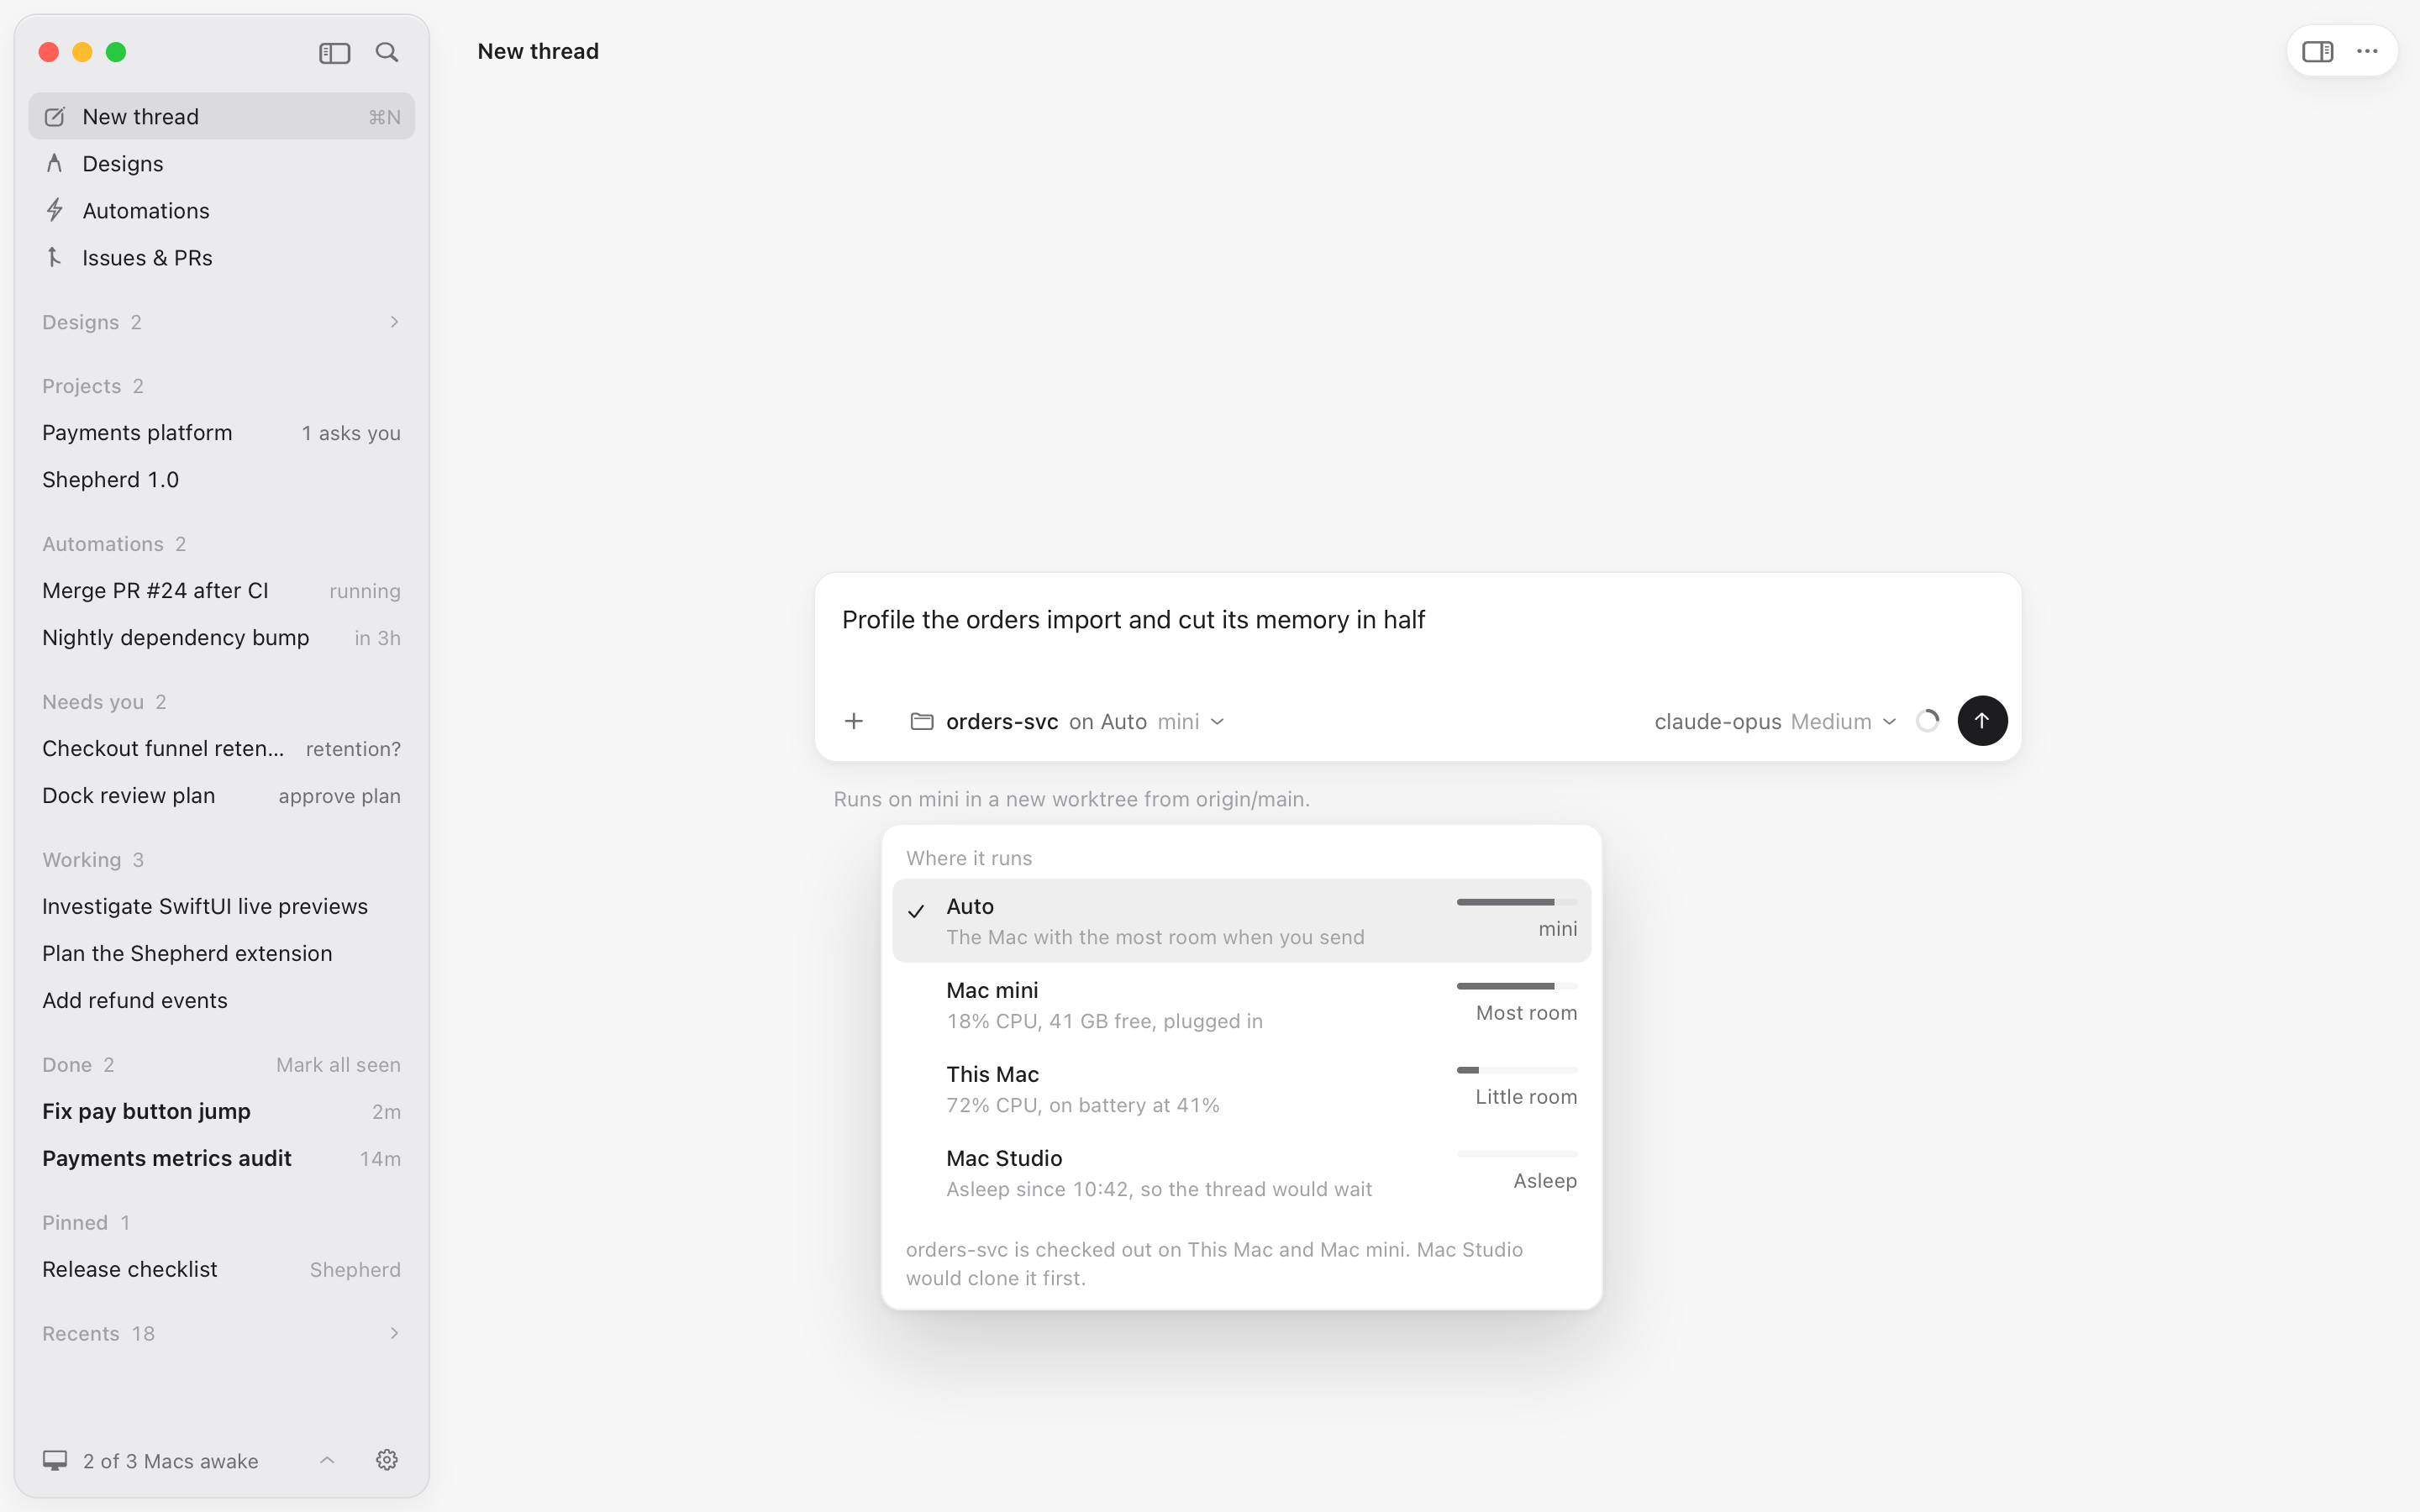 New thread
New thread ⌘N
Designs
Automations
Issues & PRs
Designs 2
Projects 2
Payments platform 1 asks you
Shepherd 1.0
Automations 2
Merge PR #24 after CI running
Nightly dependency bump in 3h
Needs you 2
Checkout funnel reten... retention?
Dock review plan approve plan
Working 3
Investigate SwiftUI live previews
Plan the Shepherd extension
Add refund events
Done 2 Mark all seen
Fix pay button jump 2m
Payments metrics audit 14m
Pinned 1
Release checklist Shepherd
Recents 18
2 of 3 Macs awake
Profile the orders import and cut its memory in half
orders-svc on Auto mini claude-opus Medium
Runs on mini in a new worktree from origin/main.
Where it runs
Auto
The Mac with the most room when you send mini
Mac mini
18% CPU, 41 GB free, plugged in Most room
This Mac
72% CPU, on battery at 41% Little room
Mac Studio
Asleep since 10:42, so the thread would wait Asleep
orders-svc is checked out on This Mac and Mac mini. Mac Studio
would clone it first.